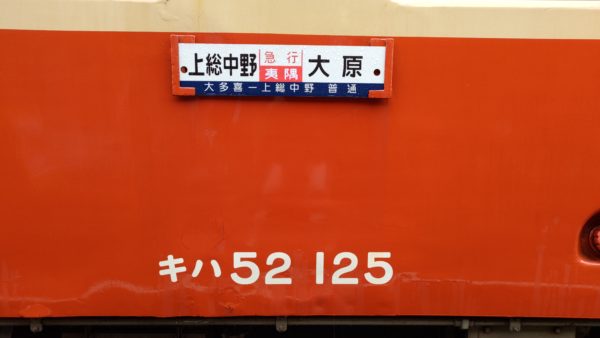 上総中野 急行 夷隅 大原
大多喜ー上総中野 普通
キハ52 125